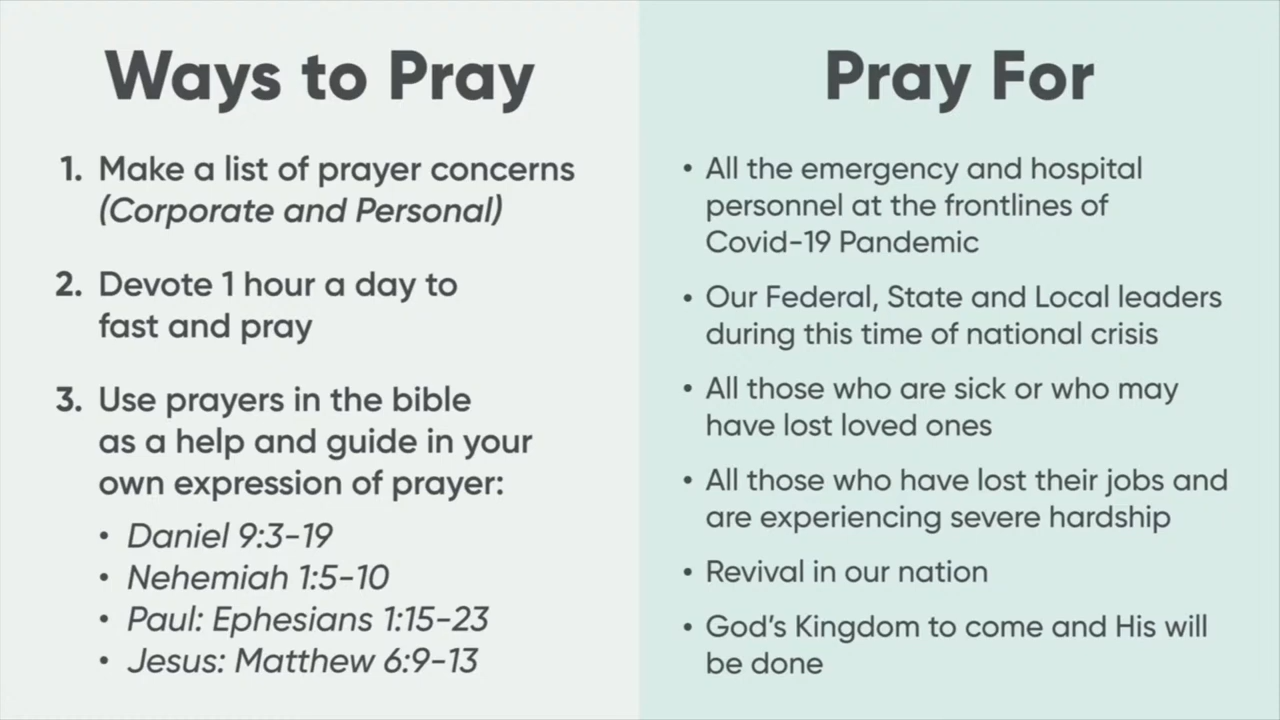 Ways to Pray
1. Make a list of prayer concerns
(Corporate and Personal)
2. Devote 1 hour a day to
fast and pray
3. Use prayers in the bible
as a help and guide in your
own expression of prayer:
• Daniel 9:3-19
• Nehemiah 1:5-10
• Paul: Ephesians 1:15-23
• Jesus: Matthew 6:9-13
Pray For
• All the emergency and hospital
personnel at the frontlines of
Covid-19 Pandemic
• Our Federal, State and Local leaders
during this time of national crisis
• All those who are sick or who may
have lost loved ones
• All those who have lost their jobs and
are experiencing severe hardship
• Revival in our nation
• God's Kingdom to come and His will
be done